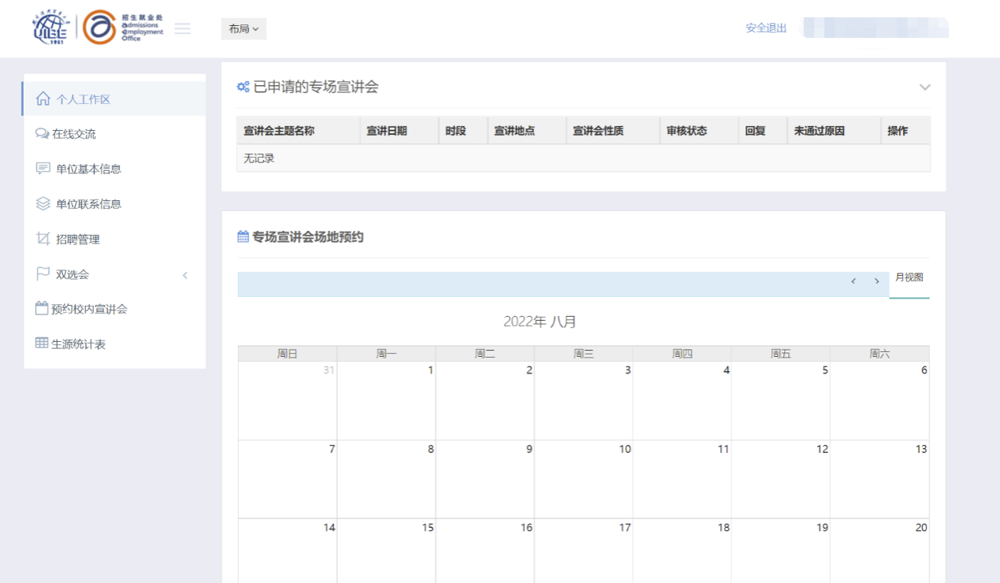 UIBE
1951
招生就业处
admissions
employment
Office
布局
安全退出
个人工作区
在线交流
单位基本信息
单位联系信息
招聘管理
双选会
预约校内宣讲会
生源统计表
已申请的专场宣讲会
宣讲会主题名称 宣讲日期 时段 宣讲地点 宣讲会性质 审核状态 回复 未通过原因 操作
无记录
专场宣讲会场地预约
月视图
2022年 八月
周日 周一 周二 周三 周四 周五 周六
31 1 2 3 4 5 6
7 8 9 10 11 12 13
14 15 16 17 18 19 20